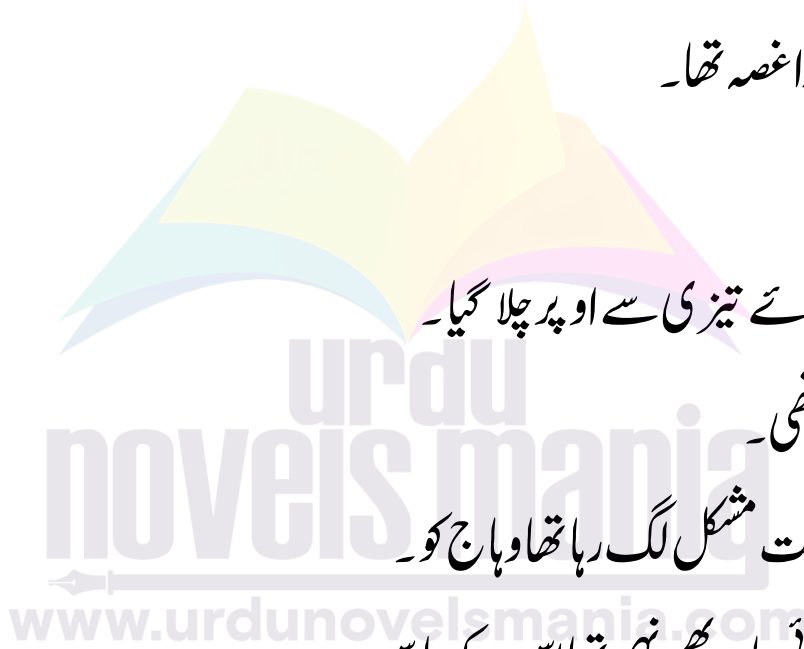 غصہ تھا۔
ئے تیزی سے اوپر چلا گیا۔
تھی۔
ت مشکل لگ رہا تھا وہاج کو۔
urdu
novels mania
www.urdunovelsmania.com